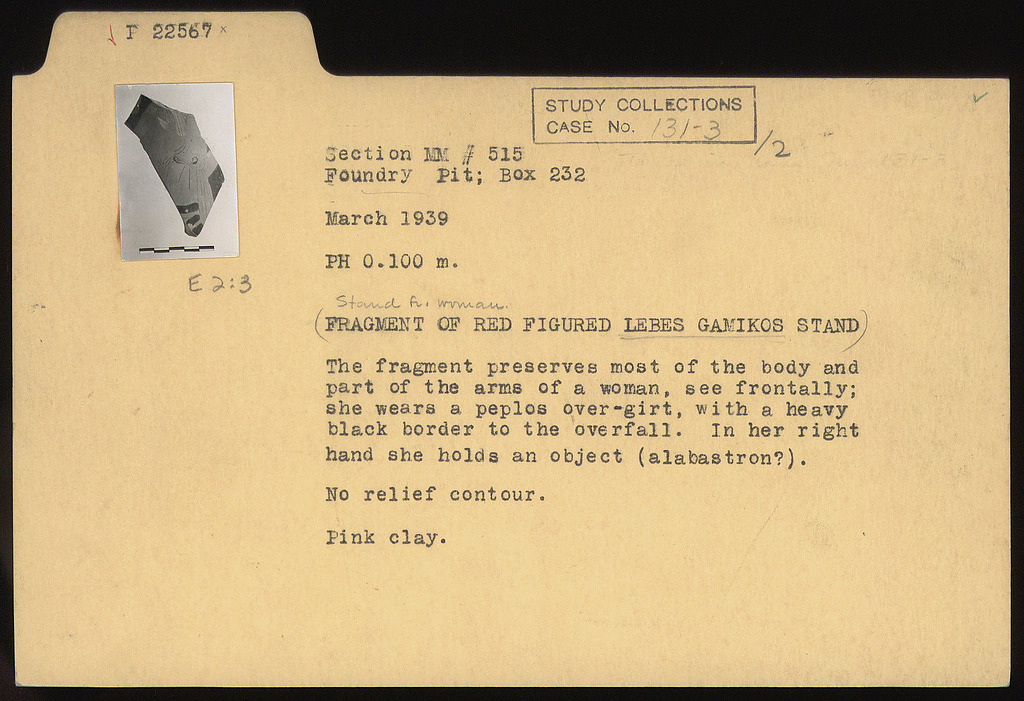 P 22567 x
STUDY COLLECTIONS
CASE No. 131-3/2
Section MM # 515
Foundry Pit; Box 232
March 1939
PH 0.100 m.
E 2:3
Stand fr. woman.
(FRAGMENT OF RED FIGURED LEBES GAMIKOS STAND)
The fragment preserves most of the body and
part of the arms of a woman, see frontally;
she wears a peplos over-girt, with a heavy
black border to the overfall. In her right
hand she holds an object (alabastron?).
No relief contour.
Pink clay.